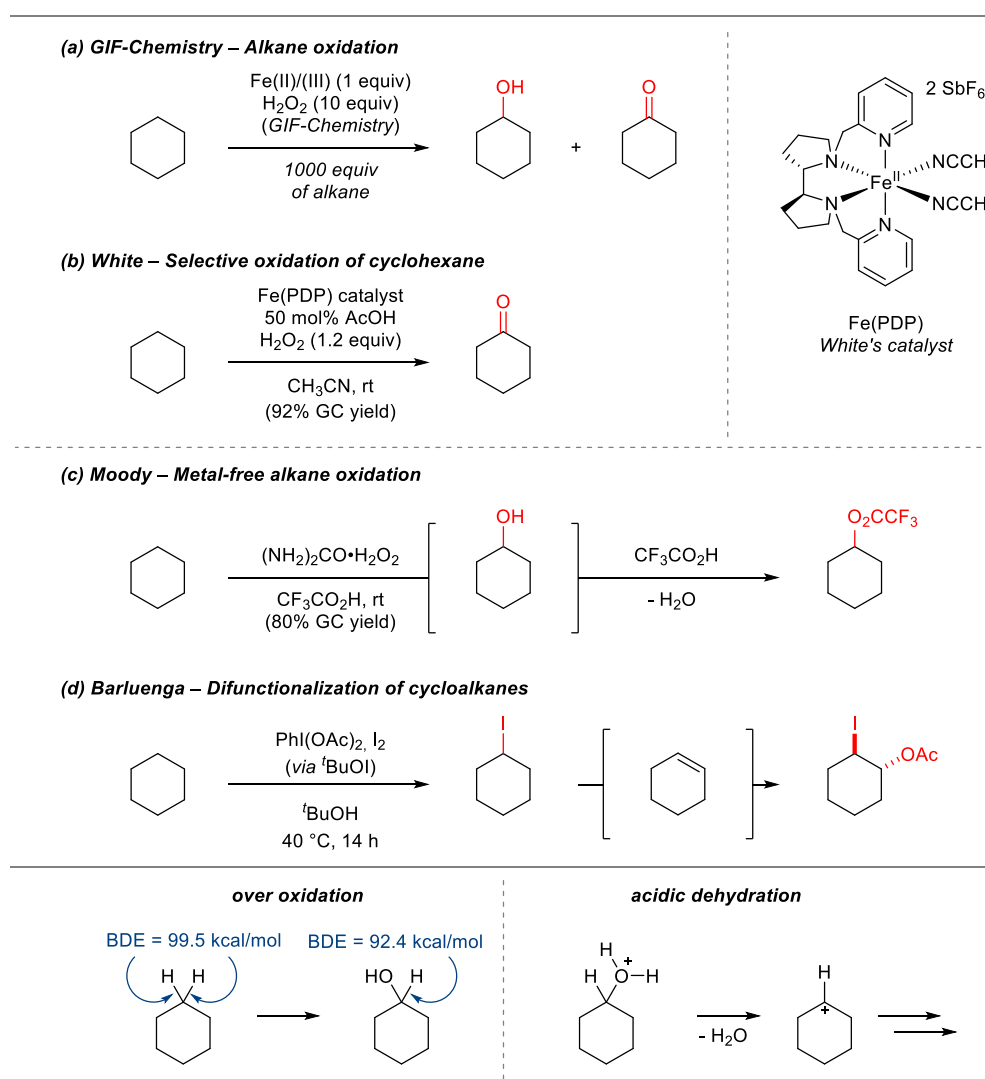 (a) GIF-Chemistry – Alkane oxidation
Fe(II)/(III) (1 equiv)
H₂O₂ (10 equiv)
(GIF-Chemistry)
1000 equiv
of alkane
OH
+
O
2 SbF₆
N
N
N
N
Feᴵᴵ
NCCH
NCCH
Fe(PDP)
White's catalyst
(b) White – Selective oxidation of cyclohexane
Fe(PDP) catalyst
50 mol% AcOH
H₂O₂ (1.2 equiv)
CH₃CN, rt
(92% GC yield)
O
(c) Moody – Metal-free alkane oxidation
(NH₂)₂CO•H₂O₂
CF₃CO₂H, rt
(80% GC yield)
OH
CF₃CO₂H
- H₂O
O₂CCF₃
(d) Barluenga – Difunctionalization of cycloalkanes
PhI(OAc)₂, I₂
(via ᵗBuOI)
ᵗBuOH
40 °C, 14 h
I
I
OAc
over oxidation
BDE = 99.5 kcal/mol
BDE = 92.4 kcal/mol
H H
HO H
acidic dehydration
H
H O H
+
- H₂O
H
+